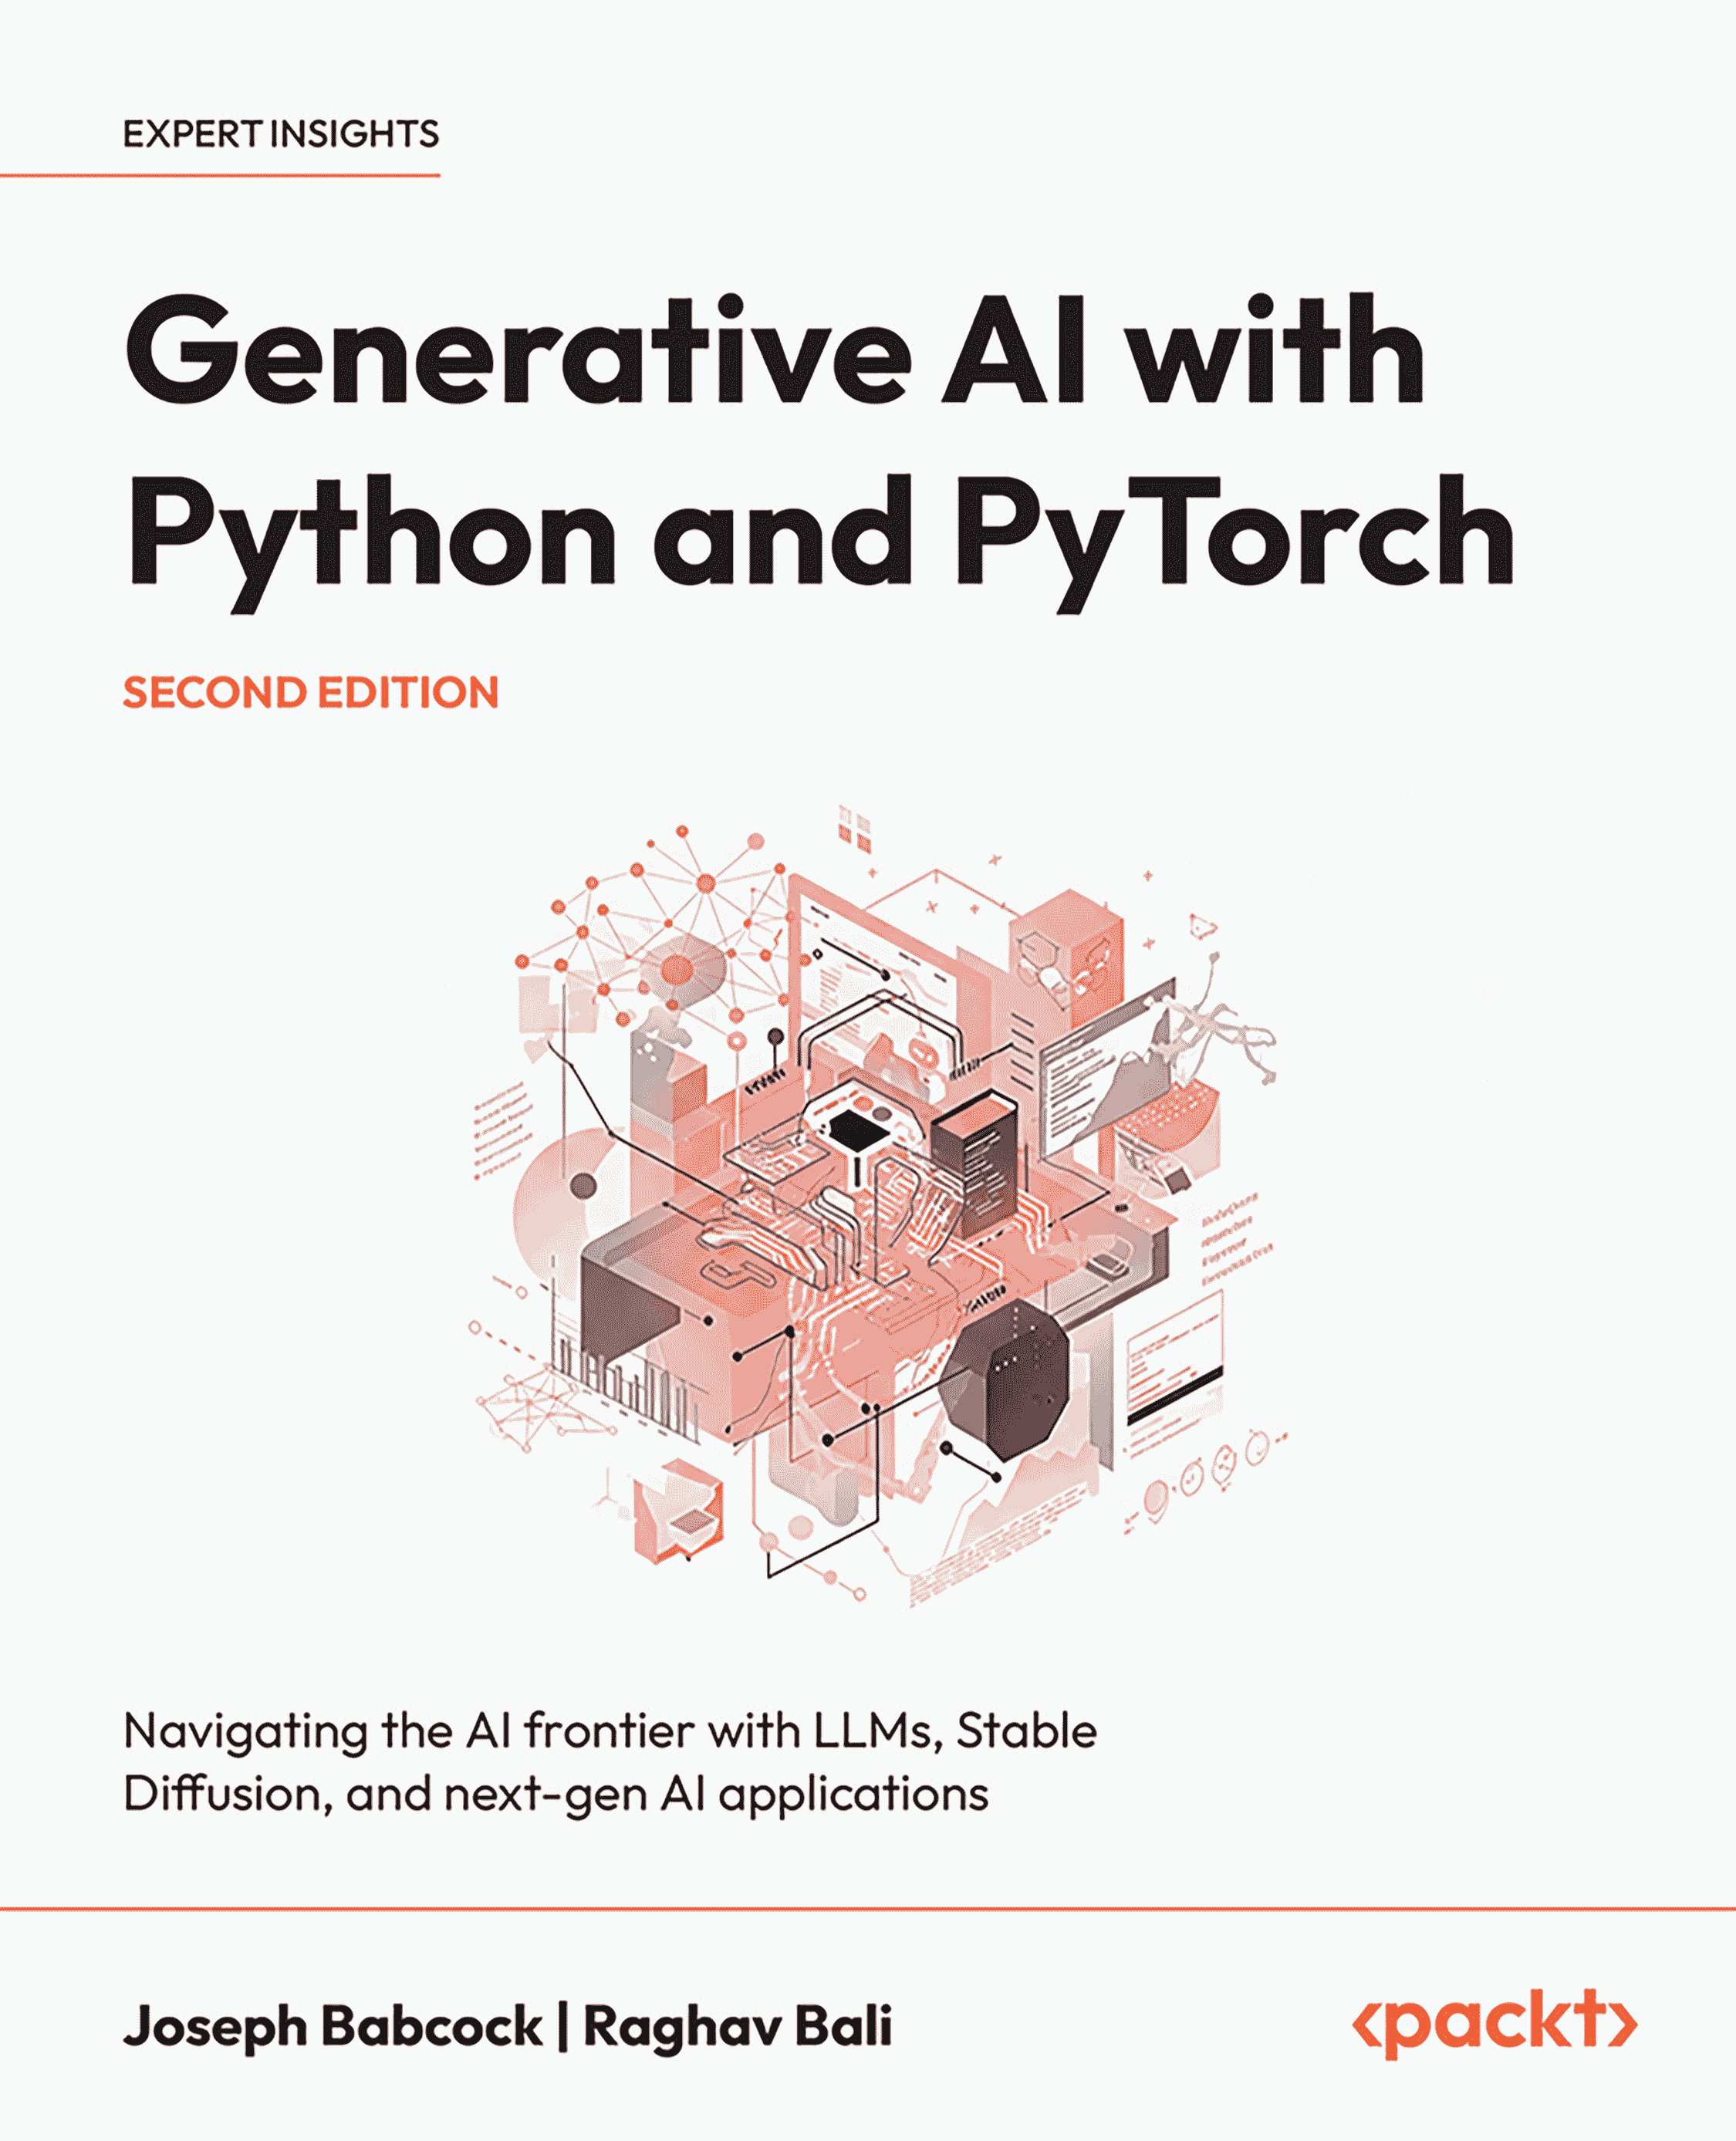 EXPERT INSIGHTS
Generative AI with
Python and PyTorch
SECOND EDITION
Navigating the AI frontier with LLMs, Stable
Diffusion, and next-gen AI applications
Joseph Babcock | Raghav Bali
<packt>